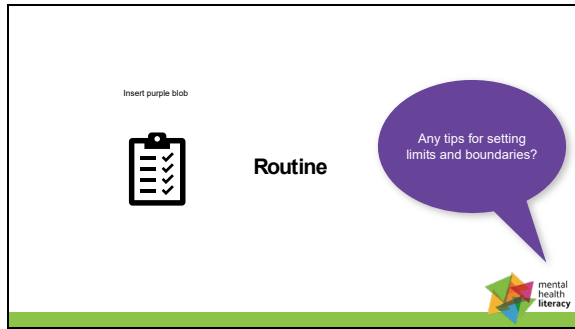 Insert purple blob
Routine
Any tips for setting
limits and boundaries?
mental
health
literacy